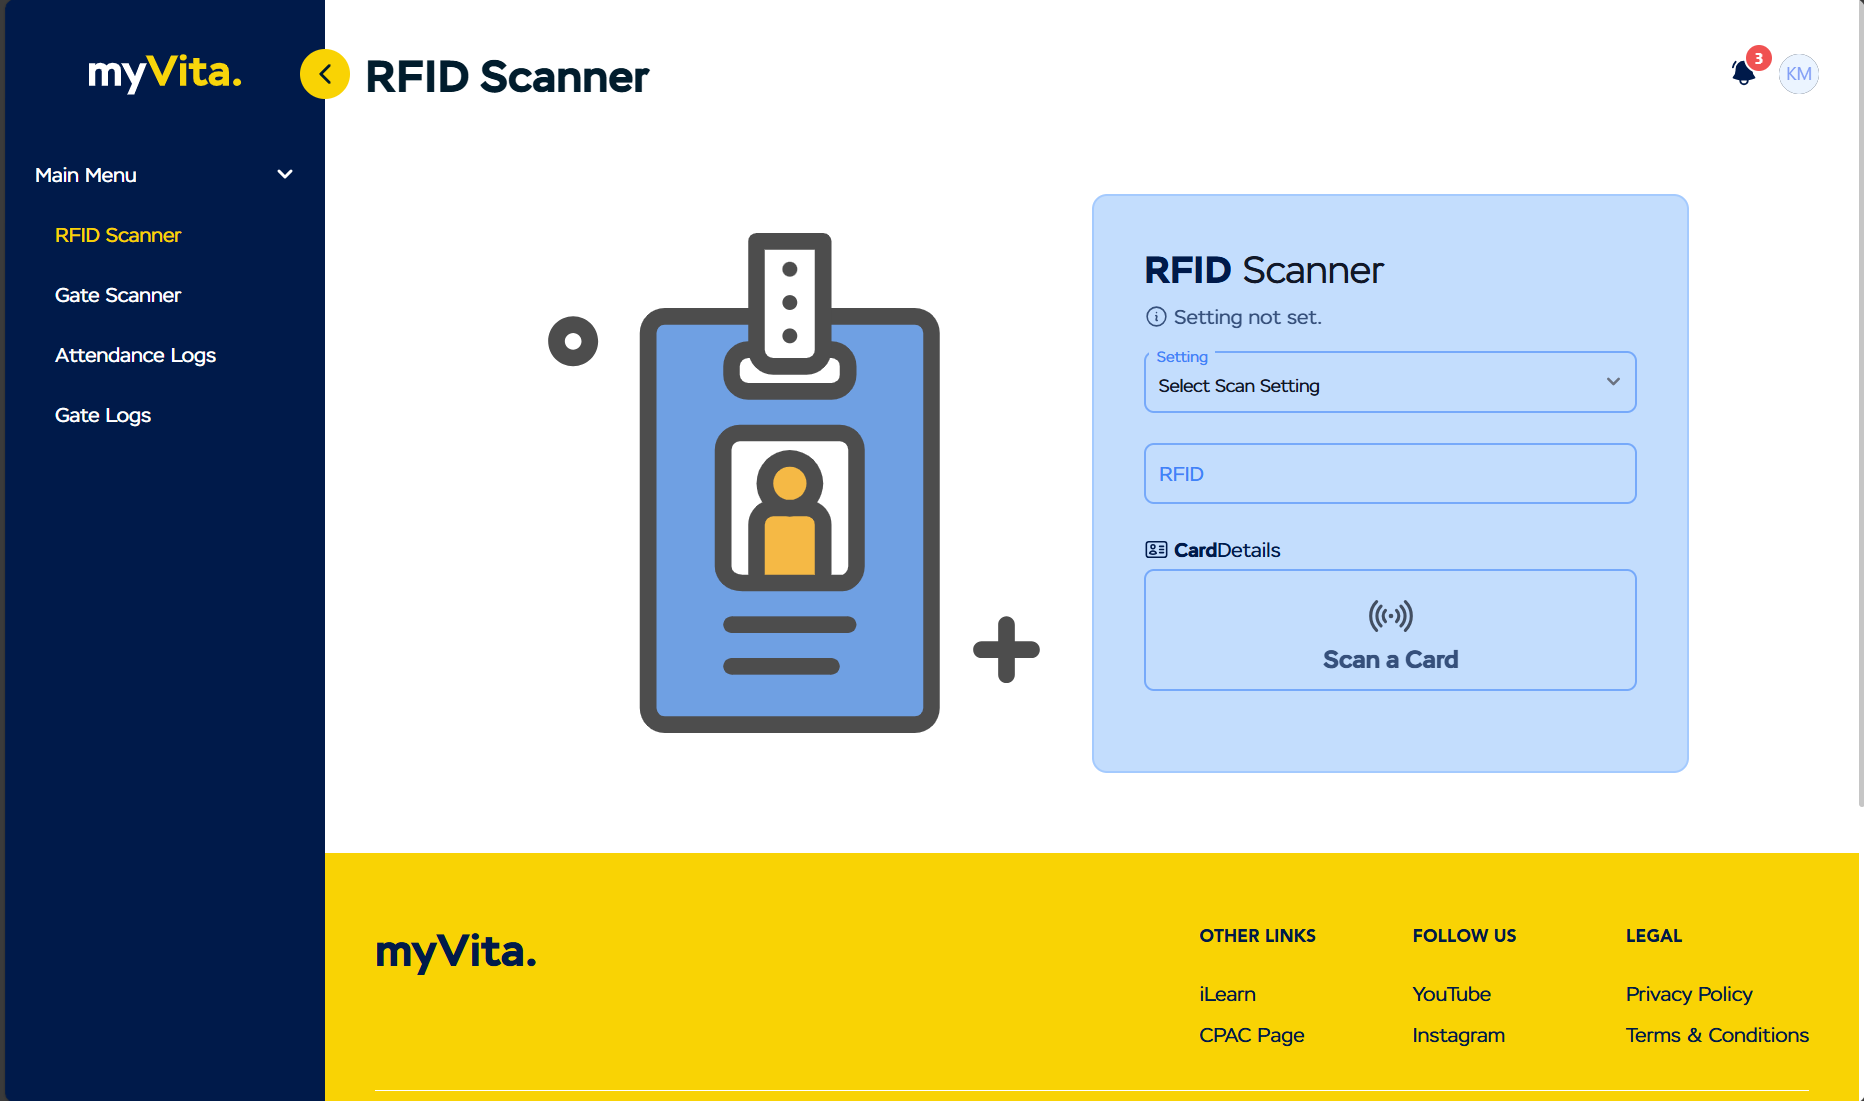 myVita.
RFID Scanner
3
KM
Main Menu
RFID Scanner
Gate Scanner
Attendance Logs
Gate Logs
RFID Scanner
Setting not set.
Setting
Select Scan Setting
RFID
CardDetails
Scan a Card
myVita.
OTHER LINKS
iLearn
CPAC Page
FOLLOW US
YouTube
Instagram
LEGAL
Privacy Policy
Terms & Conditions